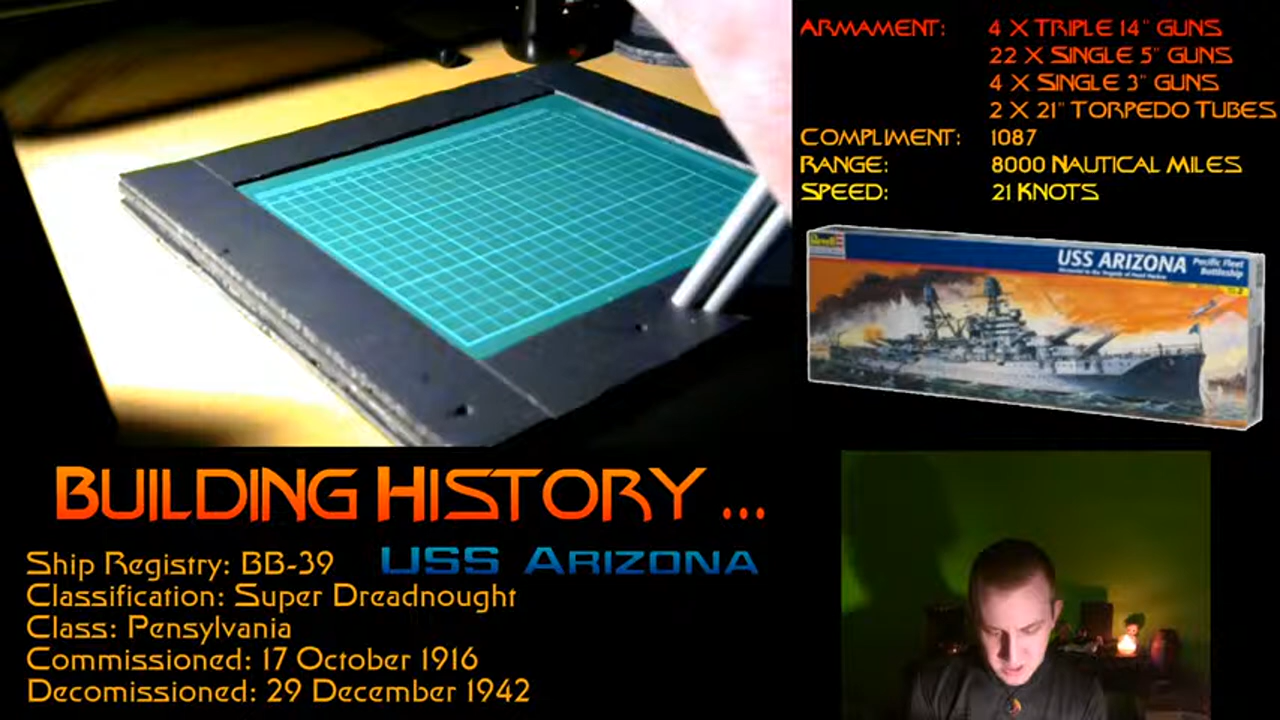 ARMAMENT: 4 X TRIPLE 14" GUNS
22 X SINGLE 5" GUNS
4 X SINGLE 3" GUNS
2 X 21" TORPEDO TUBES
COMPLIMENT: 1087
RANGE: 8000 NAUTICAL MILES
SPEED: 21 KNOTS
Revell
USS ARIZONA
Pacific Fleet
Battleship
BUILDING HISTORY ...
USS ARIZONA
Ship Registry: BB-39
Classification: Super Dreadnought
Class: Pensylvania
Commissioned: 17 October 1916
Decomissioned: 29 December 1942